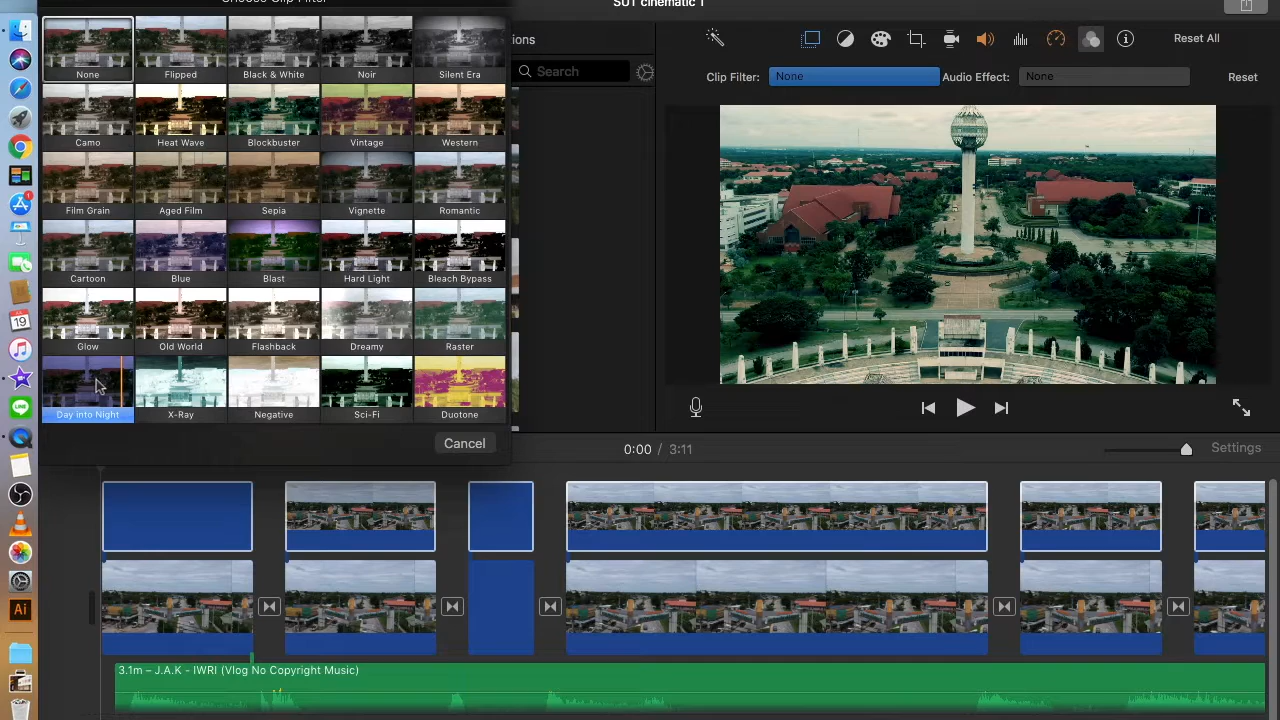 Choose Clip Filter
SUT cinematic 1
None
Flipped
Black & White
Noir
Silent Era
Camo
Heat Wave
Blockbuster
Vintage
Western
Film Grain
Aged Film
Sepia
Vignette
Romantic
Cartoon
Blue
Blast
Hard Light
Bleach Bypass
Glow
Old World
Flashback
Dreamy
Raster
Day into Night
X-Ray
Negative
Sci-Fi
Duotone
Cancel
ions
Search
Reset All
Clip Filter:
None
Audio Effect:
None
Reset
0:00 / 3:11
Settings
3.1m – J.A.K - IWRI (Vlog No Copyright Music)
19
Ai